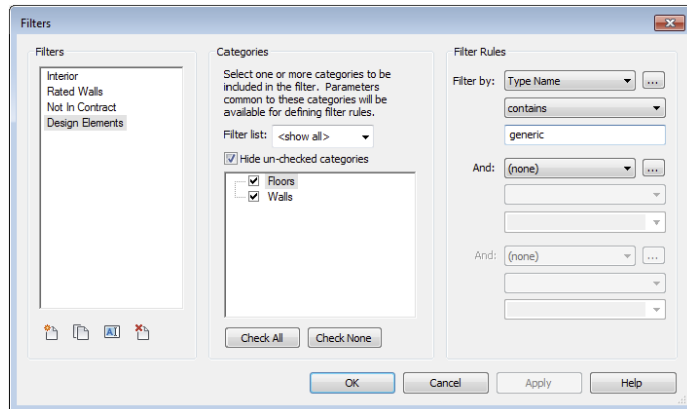 Filters
Filters
Interior
Rated Walls
Not In Contract
Design Elements
Categories
Select one or more categories to be
included in the filter. Parameters
common to these categories will be
available for defining filter rules.
Filter list: <show all>
Hide un-checked categories
Floors
Walls
Check All Check None
Filter Rules
Filter by: Type Name ...
contains
generic
And: (none) ...
And: (none) ...
OK Cancel Apply Help